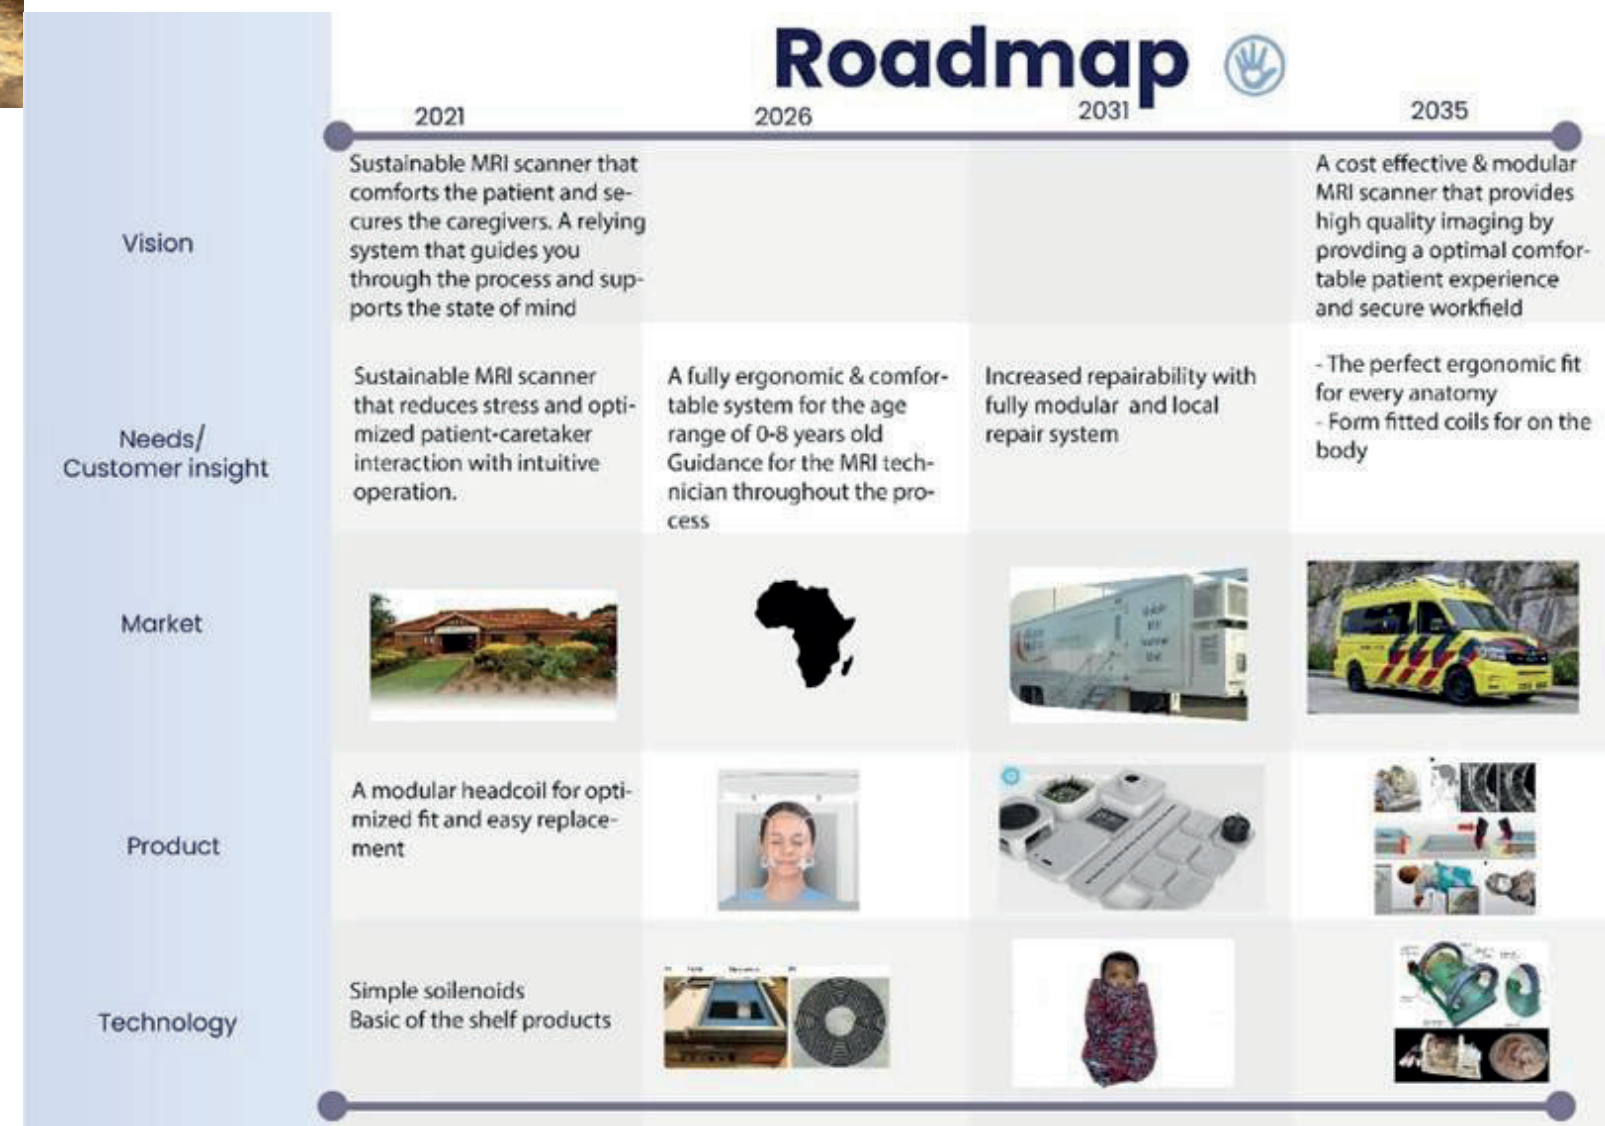 Roadmap
2021
2026
2031
2035
Vision
Sustainable MRI scanner that
comforts the patient and se-
cures the caregivers. A relying
system that guides you
through the process and sup-
ports the state of mind
A cost effective & modular
MRI scanner that provides
high quality imaging by
provding a optimal comfor-
table patient experience
and secure workfield
Needs/
Customer insight
Sustainable MRI scanner
that reduces stress and opti-
mized patient-caretaker
interaction with intuitive
operation.
A fully ergonomic & comfor-
table system for the age
range of 0-8 years old
Guidance for the MRI tech-
nician throughout the pro-
cess
Increased repairability with
fully modular and local
repair system
- The perfect ergonomic fit
for every anatomy
- Form fitted coils for on the
body
Market
Product
A modular headcoil for opti-
mized fit and easy replace-
ment
Technology
Simple soilenoids
Basic of the shelf products